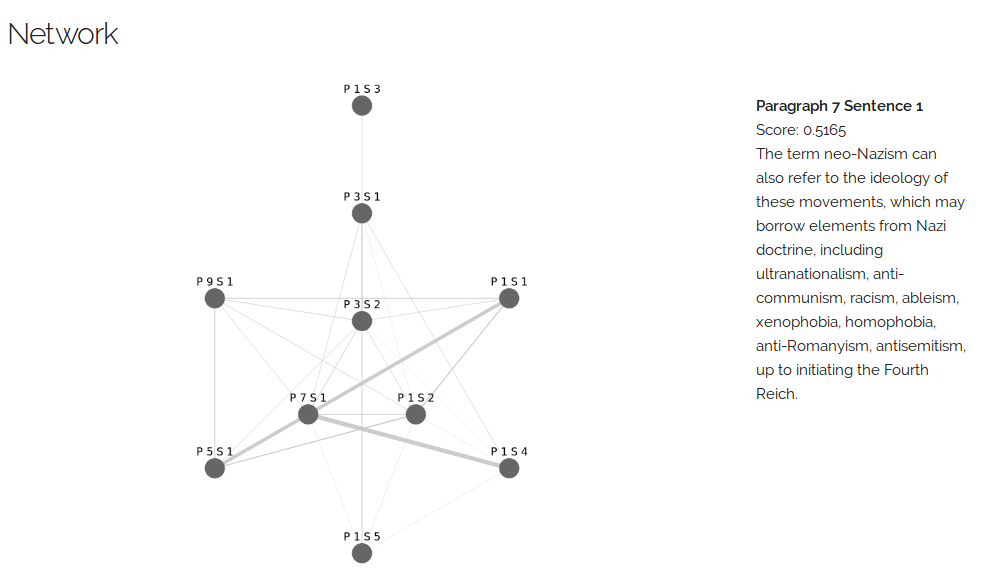 Network
P1S3
P3S1
P9S1
P1S1
P3S2
P7S1
P1S2
P5S1
P1S4
P1S5
Paragraph 7 Sentence 1
Score: 0.5165
The term neo-Nazism can
also refer to the ideology of
these movements, which may
borrow elements from Nazi
doctrine, including
ultranationalism, anti-
communism, racism, ableism,
xenophobia, homophobia,
anti-Romanyism, antisemitism,
up to initiating the Fourth
Reich.